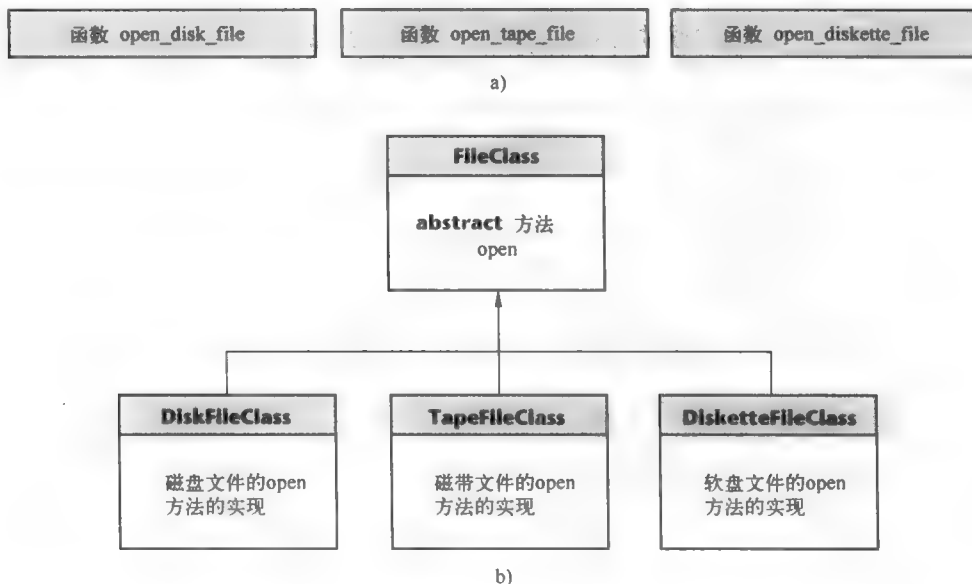 函数 open_disk_file
函数 open_tape_file
函数 open_diskette_file
a)
FileClass
abstract 方法
open
DiskFileClass
磁盘文件的open
方法的实现
TapeFileClass
磁带文件的open
方法的实现
DisketteFileClass
软盘文件的open
方法的实现
b)